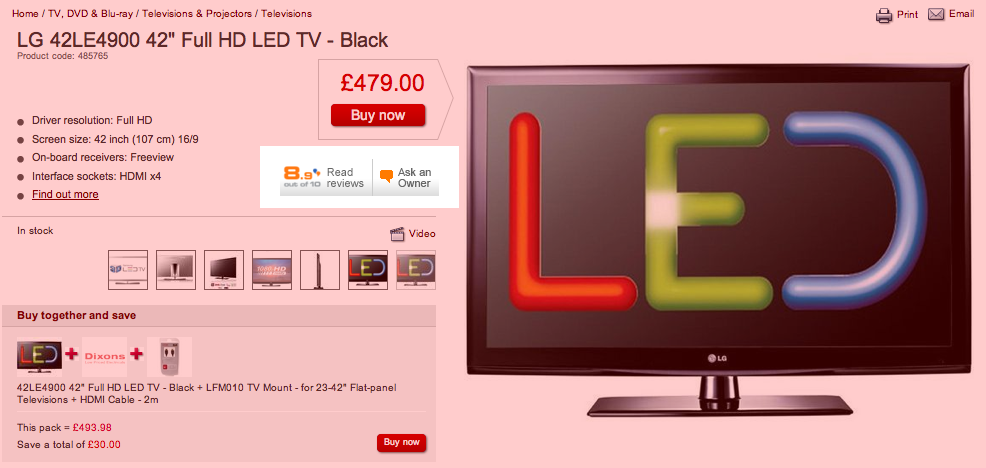 Home / TV, DVD & Blu-ray / Televisions & Projectors / Televisions
Print Email
LG 42LE4900 42" Full HD LED TV - Black
Product code: 485765
£479.00
Buy now
Driver resolution: Full HD
Screen size: 42 inch (107 cm) 16/9
On-board receivers: Freeview
Interface sockets: HDMI x4
Find out more
8.9
out of 10
Read
reviews
Ask an
Owner
LED
LG
In stock
Video
LED TV
LED
LED
Buy together and save
LED + Dixons +
42LE4900 42" Full HD LED TV - Black + LFM010 TV Mount - for 23-42" Flat-panel
Televisions + HDMI Cable - 2m
This pack = £493.98
Save a total of £30.00
Buy now